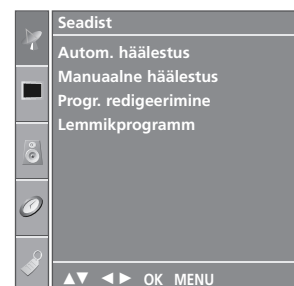 Seadist
Autom. häälestus
Manuaalne häälestus
Progr. redigeerimine
Lemmikprogramm
▲▼ ◄► OK MENU